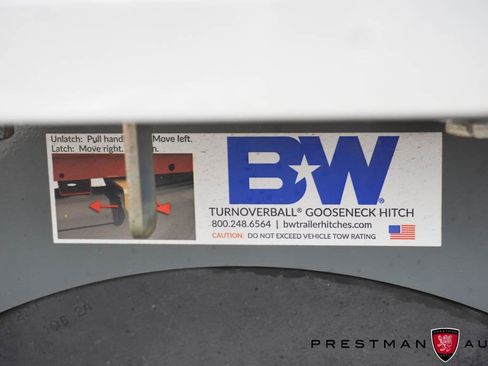 Unlatch: Pull hand Move left.
Latch: Move right.
B★W®
TURNOVERBALL® GOOSENECK HITCH
800.248.6564 | bwtrailerhitches.com
CAUTION: DO NOT EXCEED VEHICLE TOW RATING
PRESTMAN AU